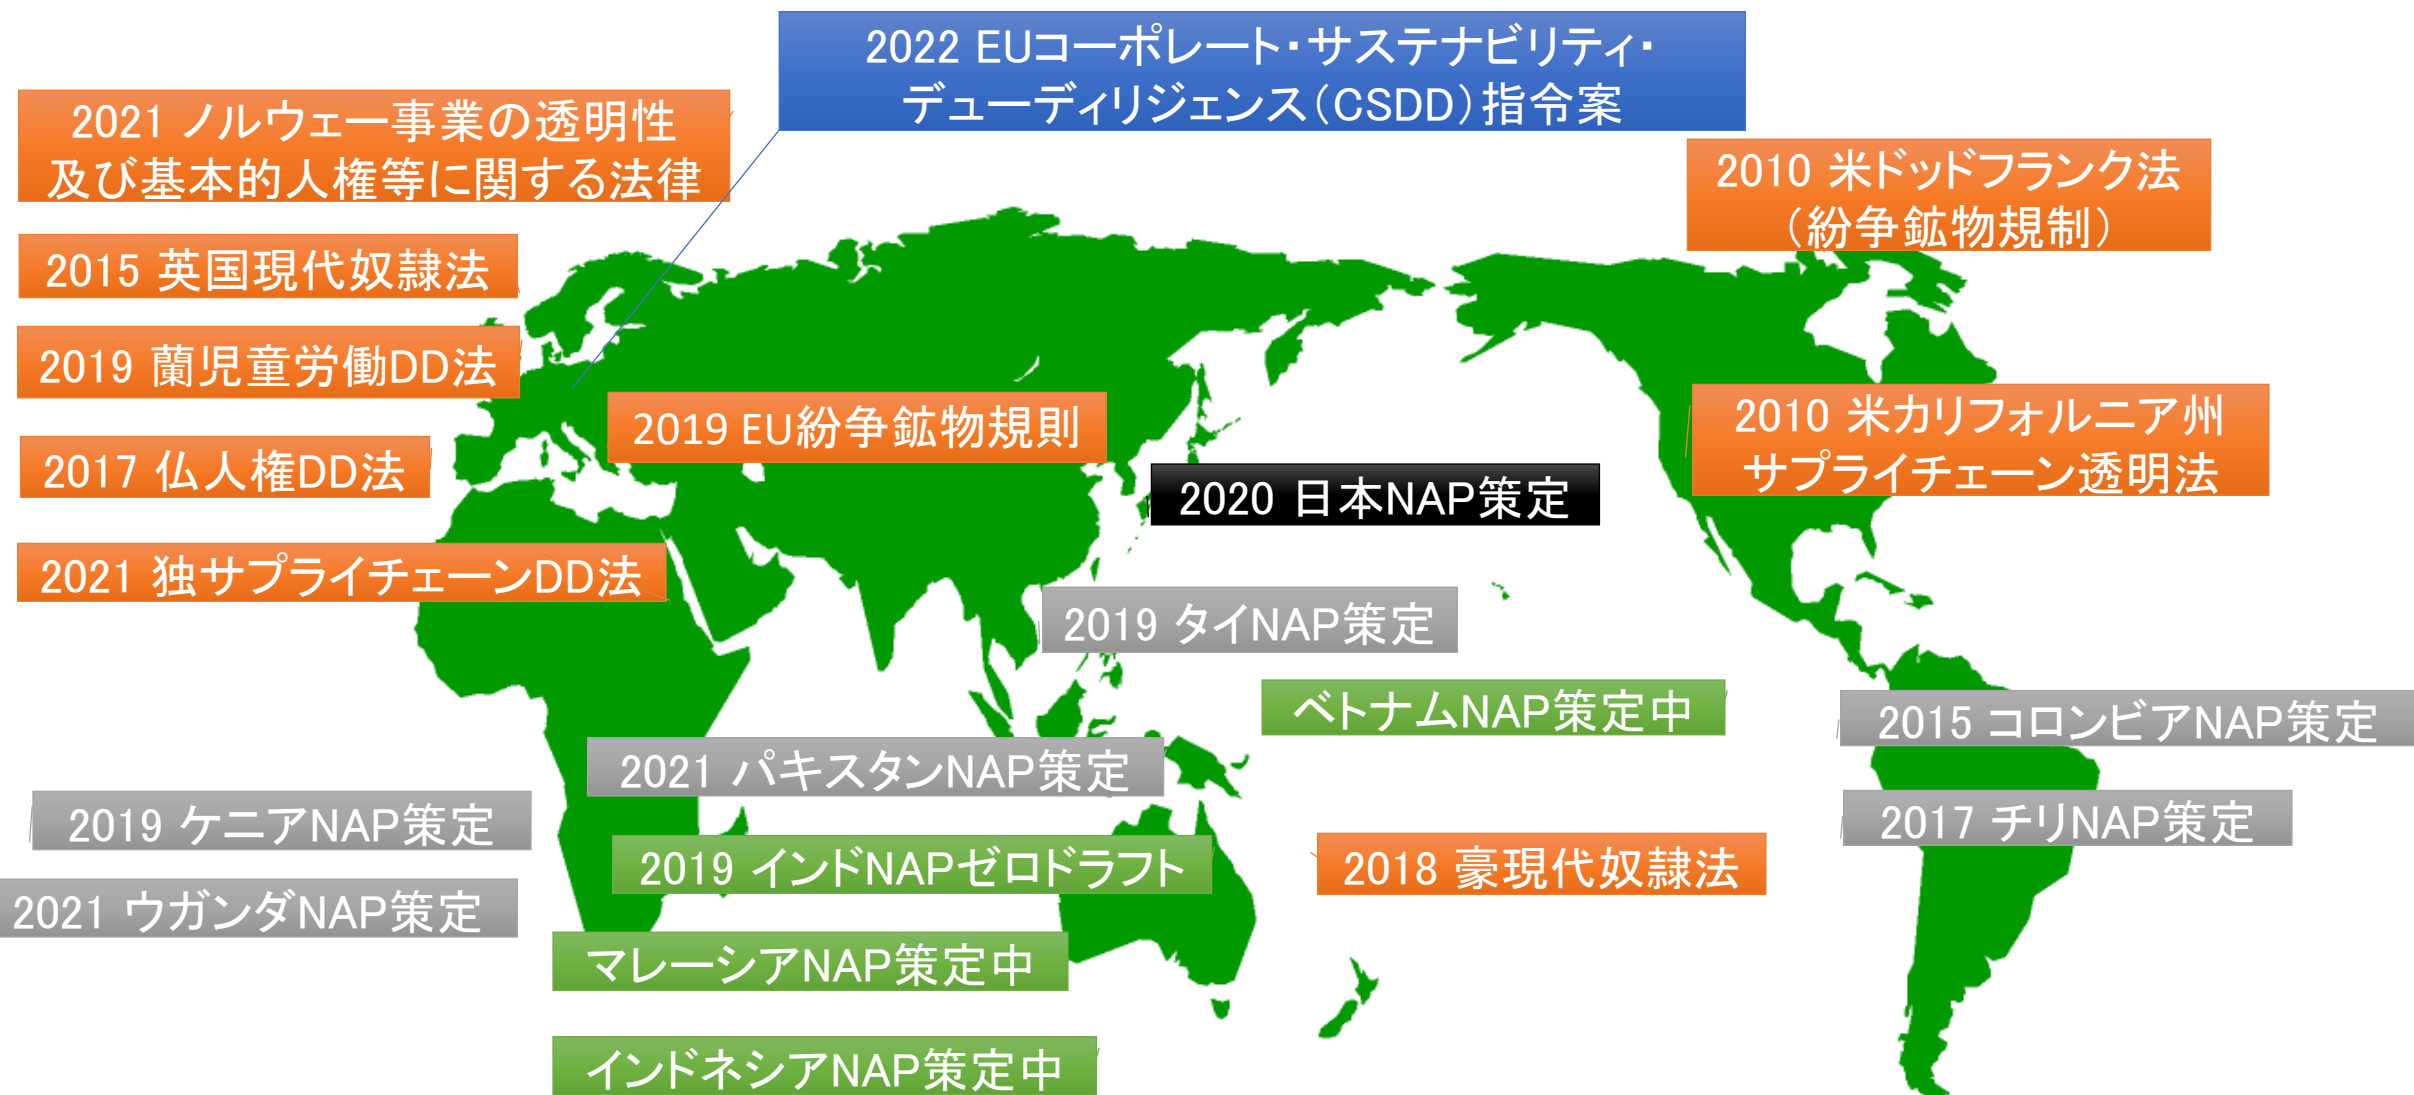 2022 EUコーポレート・サステナビリティ・
デューディリジェンス（CSDD）指令案
2021 ノルウェー事業の透明性
及び基本的人権等に関する法律
2010 米ドッドフランク法
（紛争鉱物規制）
2015 英国現代奴隷法
2019 蘭児童労働DD法
2019 EU紛争鉱物規則
2010 米カリフォルニア州
サプライチェーン透明法
2017 仏人権DD法
2020 日本NAP策定
2021 独サプライチェーンDD法
2019 タイNAP策定
ベトナムNAP策定中
2015 コロンビアNAP策定
2021 パキスタンNAP策定
2019 ケニアNAP策定
2017 チリNAP策定
2019 インドNAPゼロドラフト
2018 豪現代奴隷法
2021 ウガンダNAP策定
マレーシアNAP策定中
インドネシアNAP策定中